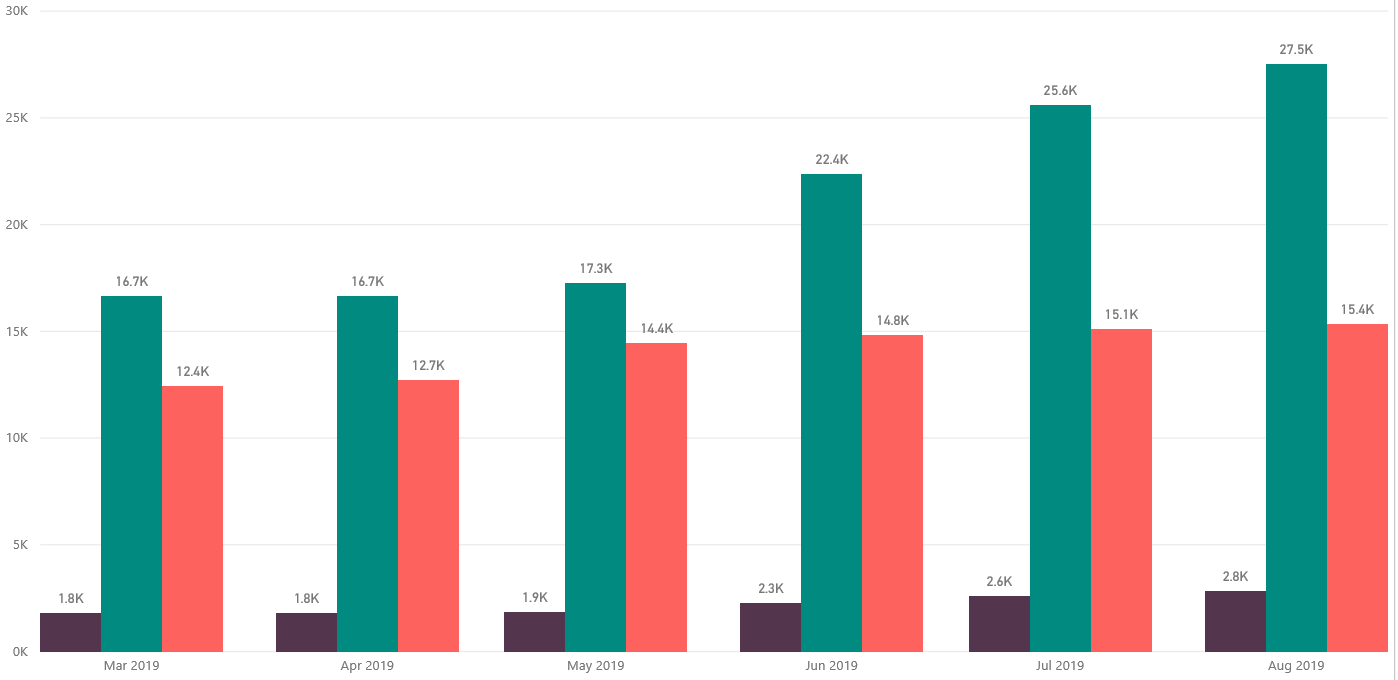 30K
27.5K
25.6K
25K
22.4K
20K
17.3K
16.7K
16.7K
15.4K
15.1K
14.8K
14.4K
15K
12.7K
12.4K
10K
5K
2.8K
2.6K
2.3K
1.9K
1.8K
1.8K
0K
Mar 2019 Apr 2019 May 2019 Jun 2019 Jul 2019 Aug 2019